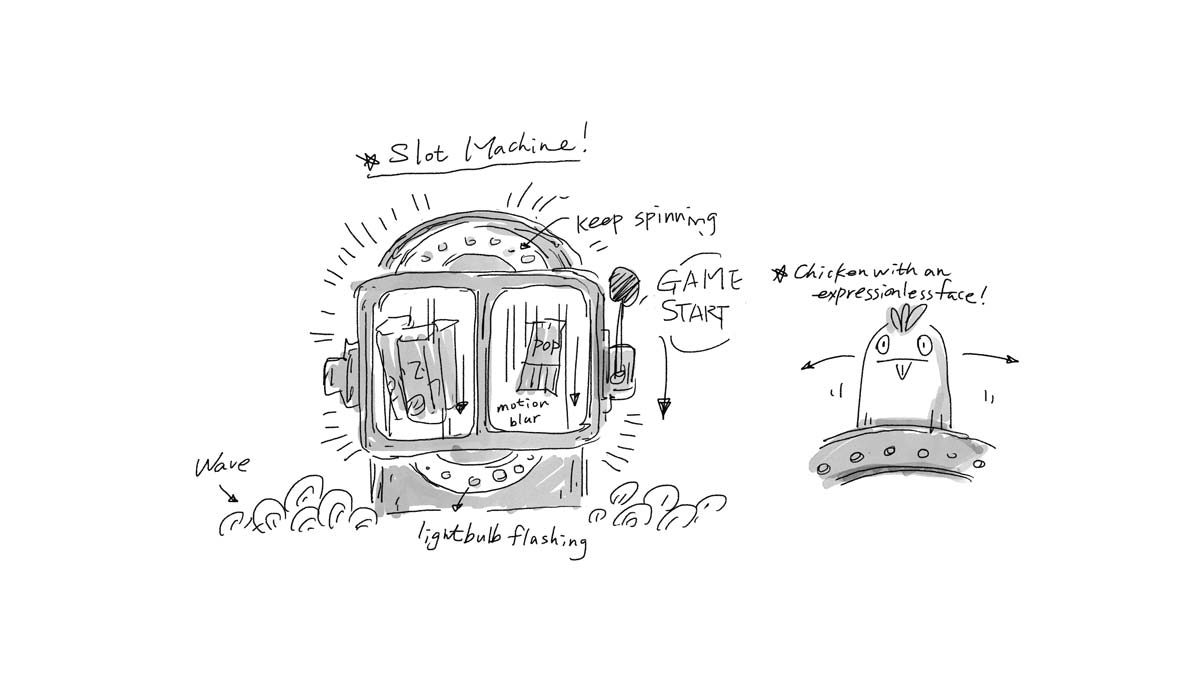 * Slot Machine!
keep spinning
GAME
START
* Chicken with an
expressionless face!
Z
POP
motion
blur
Wave
lightbulb flashing